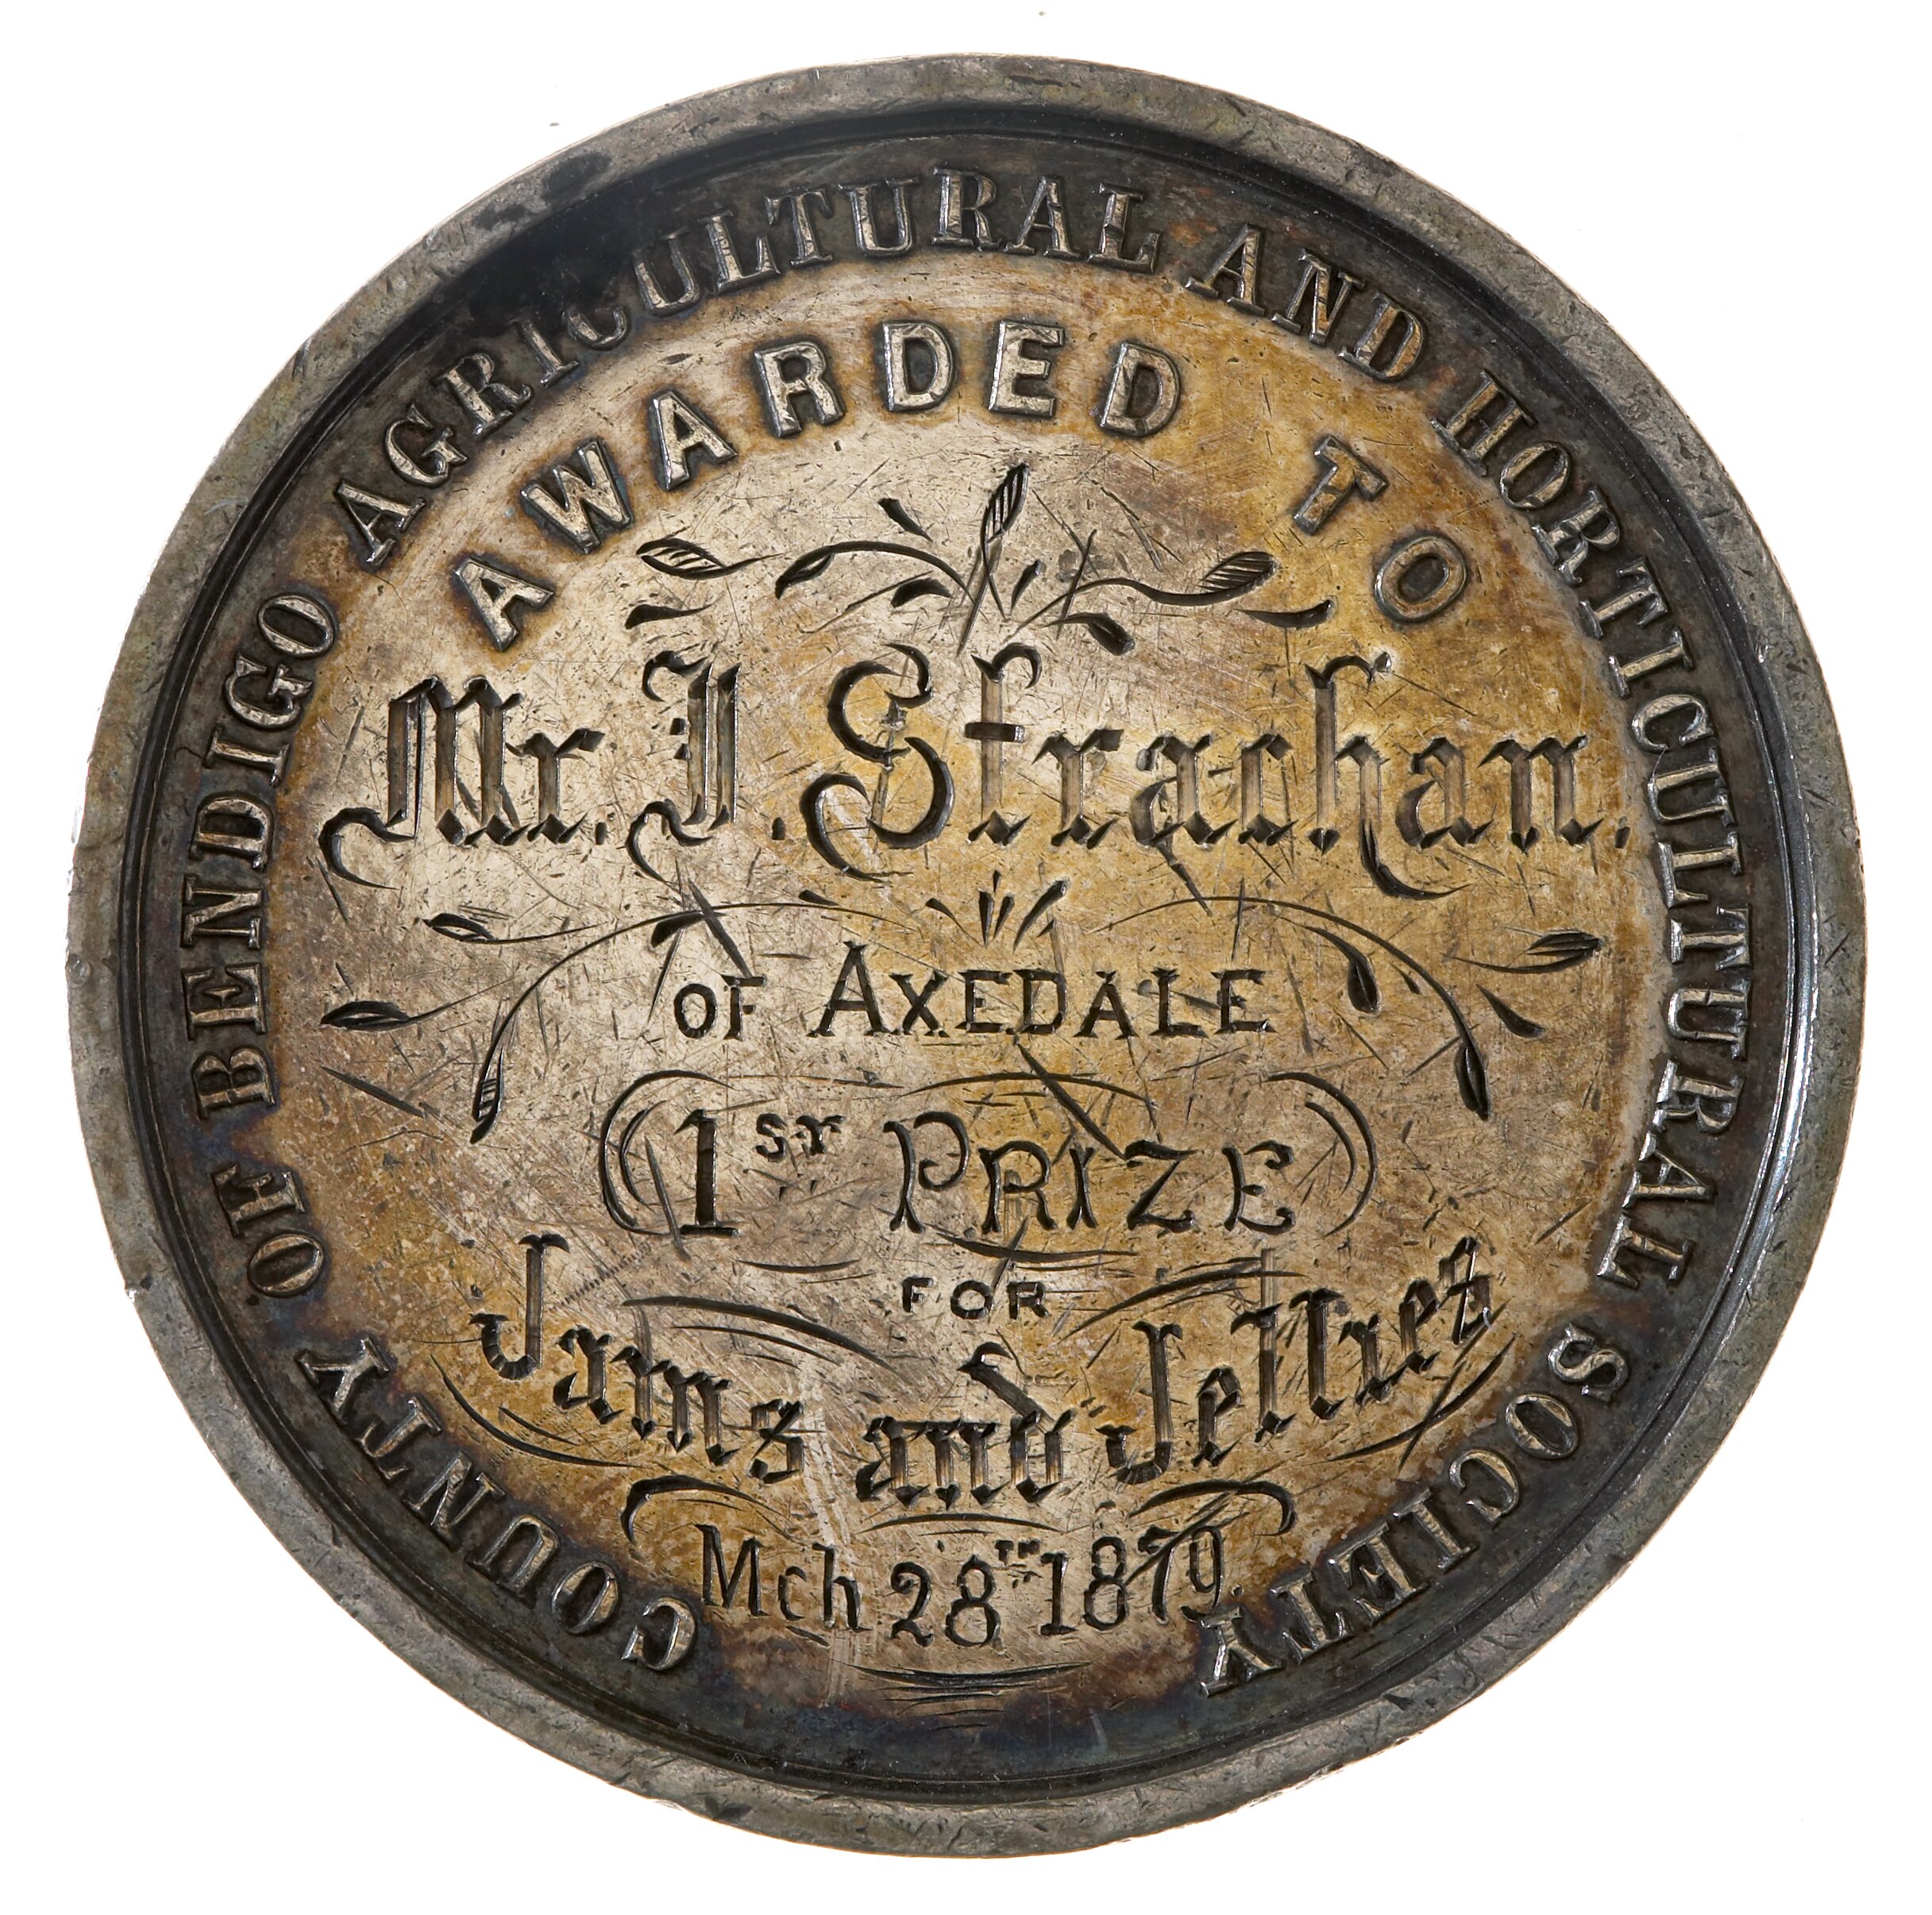 COUNTY OF BENDIGO AGRICULTURAL AND HORTICULTURAL SOCIETY
AWARDED TO
Mr. J. Strachan.
OF AXEDALE
1ST PRIZE
FOR
Jams and Jellies
Mch 28TH 1879.